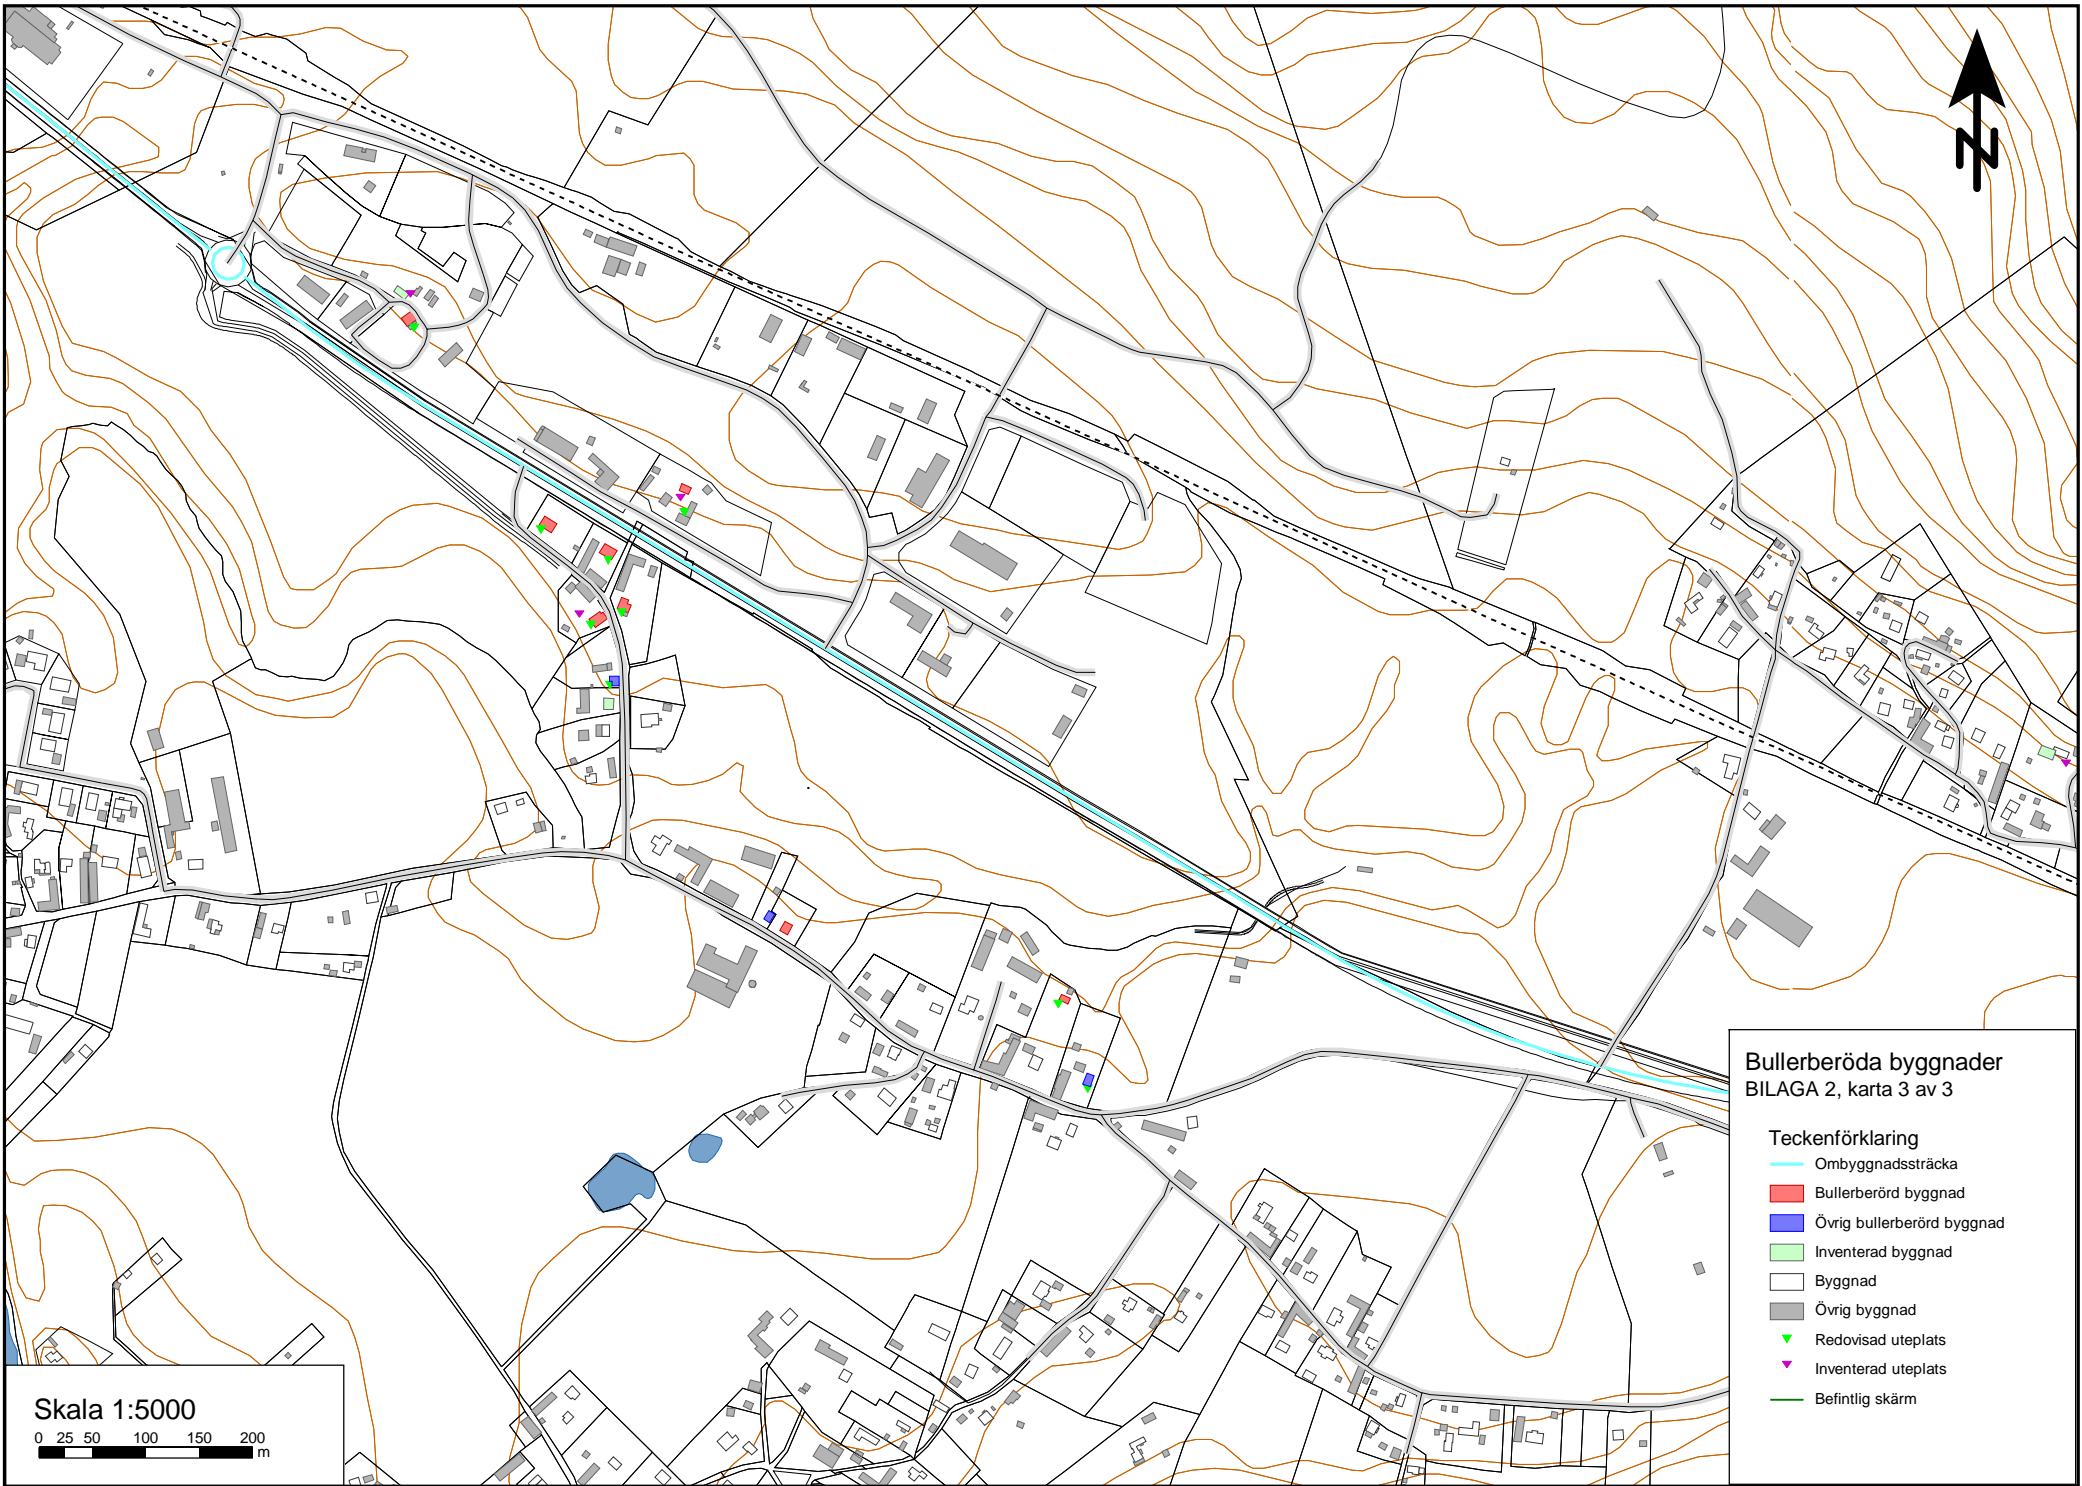 N
Bullerberöda byggnader
BILAGA 2, karta 3 av 3
Teckenförklaring
Ombyggnadssträcka
Bullerberörd byggnad
Övrig bullerberörd byggnad
Inventerad byggnad
Byggnad
Övrig byggnad
Redovisad uteplats
Inventerad uteplats
Befintlig skärm
Skala 1:5000
0 25 50 100 150 200
m